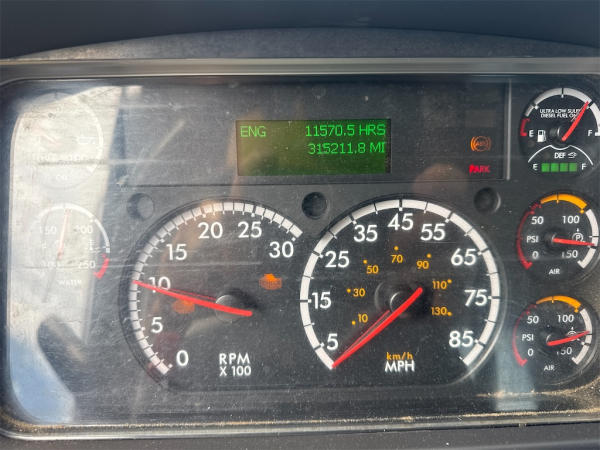 ENG 11570.5 HRS
315211.8 MI
ABS
PARK
ULTRA LOW SULFUR
DIESEL FUEL ONLY
E F
DEF
E F
150 200
250
WATER
0 5 10 15 20 25 30
RPM
X 100
5 15 25 35 45 55 65 75 85
10 30 50 70 90 110 130
km/h
MPH
0 50 100 150
PSI
P
AIR
0 50 100 150
PSI
AIR